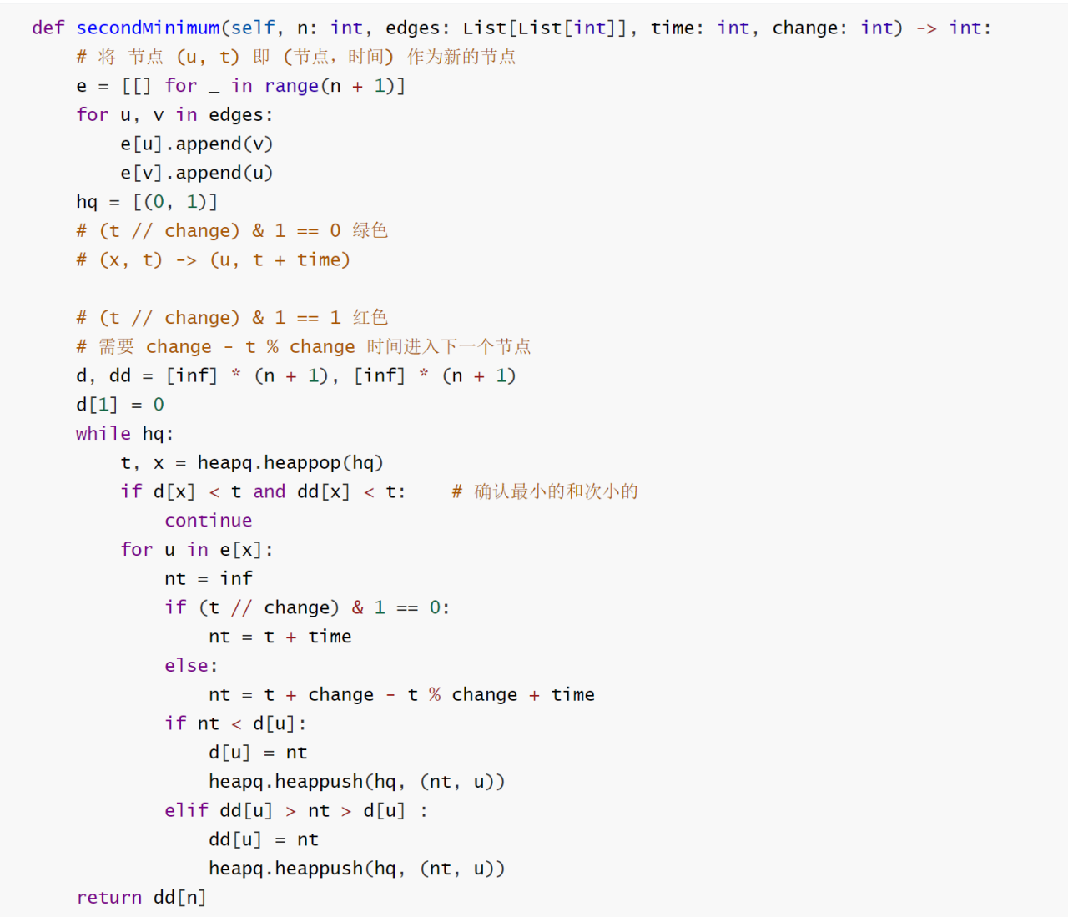 def secondMinimum(self, n: int, edges: List[List[int]], time: int, change: int) -> int:
    # 将 节点 (u, t) 即 (节点，时间) 作为新的节点
    e = [[] for _ in range(n + 1)]
    for u, v in edges:
        e[u].append(v)
        e[v].append(u)
    hq = [(0, 1)]
    # (t // change) & 1 == 0 绿色
    # (x, t) -> (u, t + time)

    # (t // change) & 1 == 1 红色
    # 需要 change - t % change 时间进入下一个节点
    d, dd = [inf] * (n + 1), [inf] * (n + 1)
    d[1] = 0
    while hq:
        t, x = heapq.heappop(hq)
        if d[x] < t and dd[x] < t:    # 确认最小的和次小的
            continue
        for u in e[x]:
            nt = inf
            if (t // change) & 1 == 0:
                nt = t + time
            else:
                nt = t + change - t % change + time
            if nt < d[u]:
                d[u] = nt
                heapq.heappush(hq, (nt, u))
            elif dd[u] > nt > d[u] :
                dd[u] = nt
                heapq.heappush(hq, (nt, u))
    return dd[n]